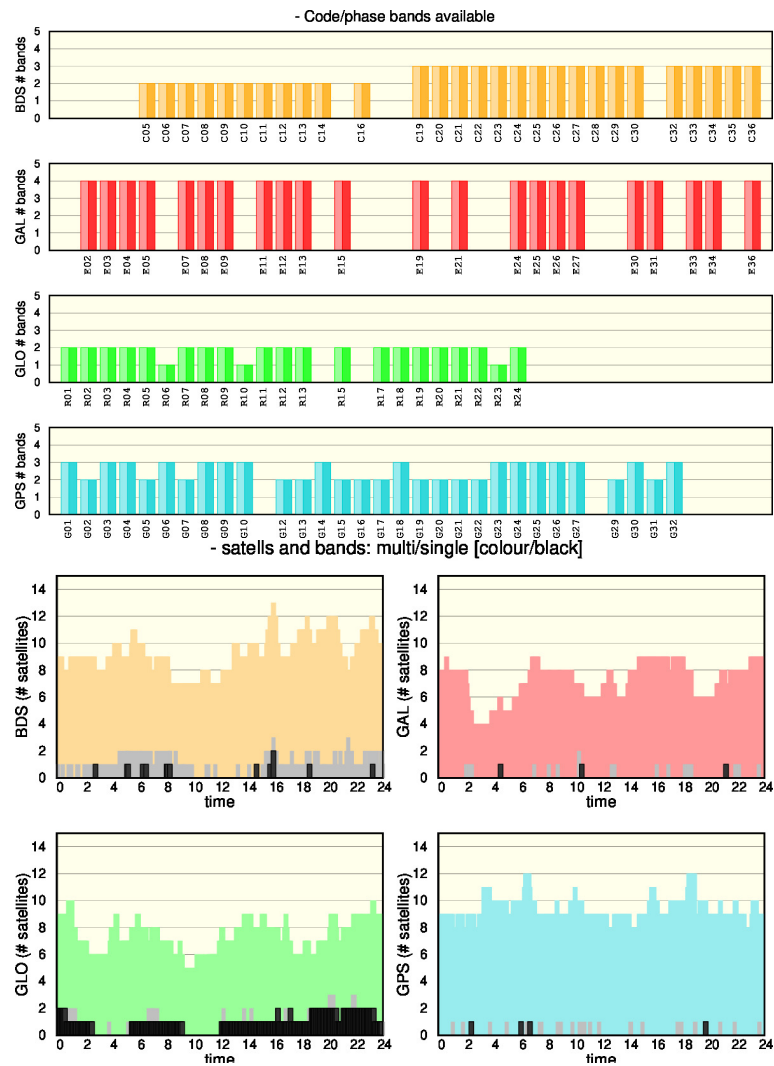 - Code/phase bands available
BDS # bands
5
4
3
2
1
0
C05 C06 C07 C08 C09 C10 C11 C12 C13 C14 C16 C19 C20 C21 C22 C23 C24 C25 C26 C27 C28 C29 C30 C32 C33 C34 C35 C36
GAL # bands
5
4
3
2
1
0
E02 E03 E04 E05 E07 E08 E09 E11 E12 E13 E15 E19 E21 E24 E25 E26 E27 E30 E31 E33 E34 E36
GLO # bands
5
4
3
2
1
0
R01 R02 R03 R04 R05 R06 R07 R08 R09 R10 R11 R12 R13 R15 R17 R18 R19 R20 R21 R22 R23 R24
GPS # bands
5
4
3
2
1
0
G01 G02 G03 G04 G05 G06 G07 G08 G09 G10 G12 G13 G14 G15 G16 G17 G18 G19 G20 G21 G22 G23 G24 G25 G26 G27 G29 G30 G31 G32
- satells and bands: multi/single [colour/black]
BDS (# satellites)
14
12
10
8
6
4
2
0
0 2 4 6 8 10 12 14 16 18 20 22 24
time
GAL (# satellites)
14
12
10
8
6
4
2
0
0 2 4 6 8 10 12 14 16 18 20 22 24
time
GLO (# satellites)
14
12
10
8
6
4
2
0
0 2 4 6 8 10 12 14 16 18 20 22 24
time
GPS (# satellites)
14
12
10
8
6
4
2
0
0 2 4 6 8 10 12 14 16 18 20 22 24
time